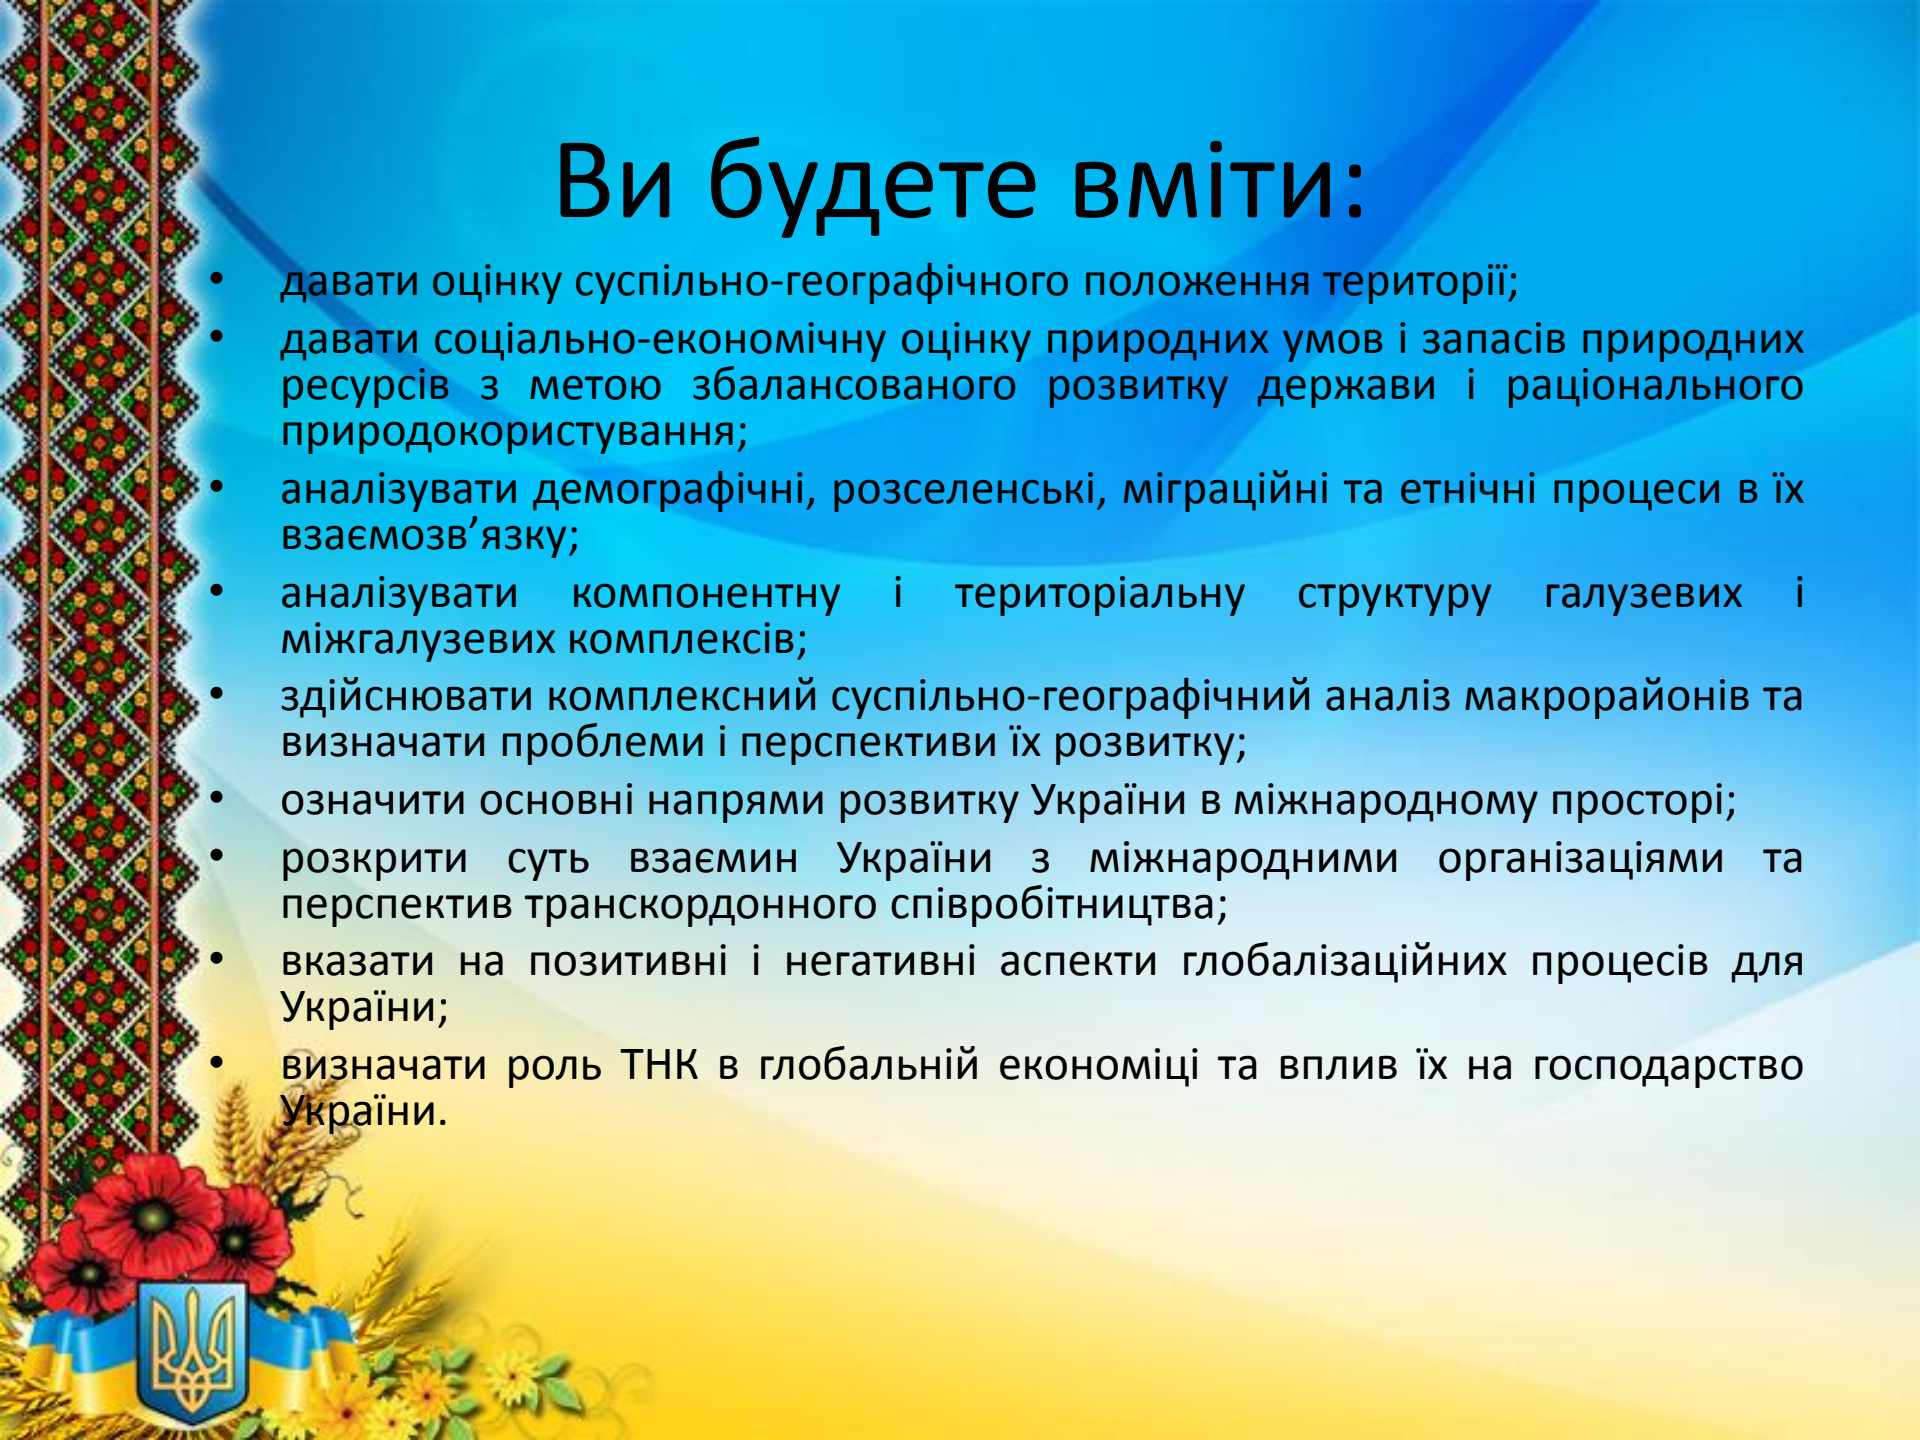 Ви будете вміти:
• давати оцінку суспільно-географічного положення території;
• давати соціально-економічну оцінку природних умов і запасів природних
ресурсів з метою збалансованого розвитку держави і раціонального
природокористування;
• аналізувати демографічні, розселенські, міграційні та етнічні процеси в їх
взаємозв’язку;
• аналізувати компонентну і територіальну структуру галузевих і
міжгалузевих комплексів;
• здійснювати комплексний суспільно-географічний аналіз макрорайонів та
визначати проблеми і перспективи їх розвитку;
• означити основні напрями розвитку України в міжнародному просторі;
• розкрити суть взаємин України з міжнародними організаціями та
перспектив транскордонного співробітництва;
• вказати на позитивні і негативні аспекти глобалізаційних процесів для
України;
• визначати роль ТНК в глобальній економіці та вплив їх на господарство
України.